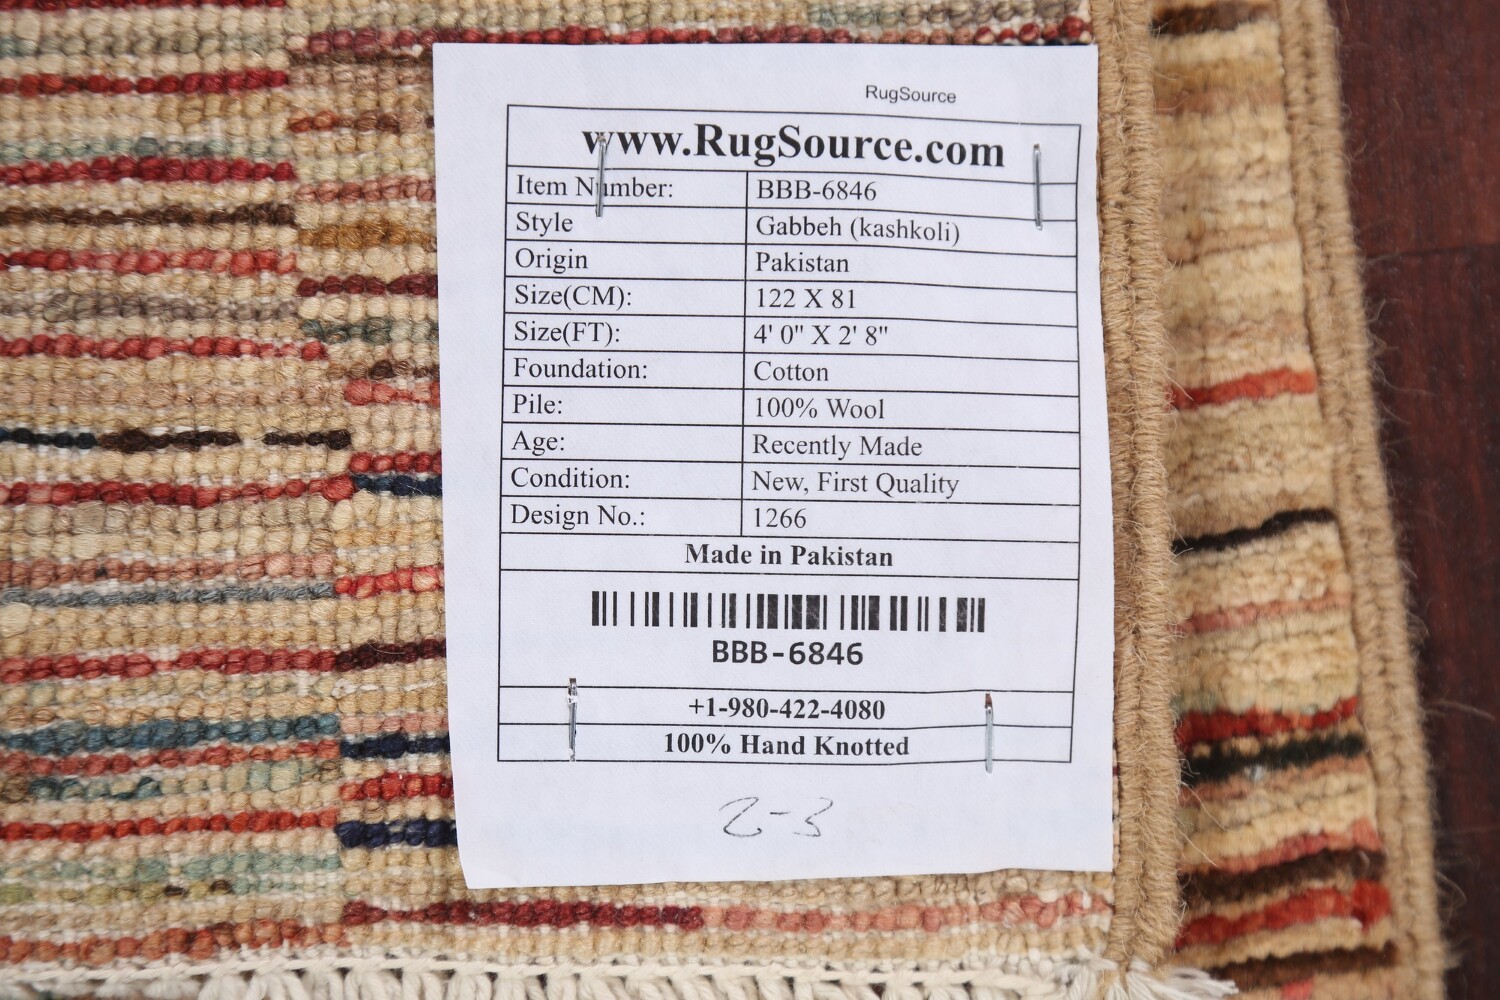 RugSource
www.RugSource.com
Item Number: BBB-6846
Style Gabbeh (kashkoli)
Origin Pakistan
Size(CM): 122 X 81
Size(FT): 4' 0" X 2' 8"
Foundation: Cotton
Pile: 100% Wool
Age: Recently Made
Condition: New, First Quality
Design No.: 1266
Made in Pakistan
BBB-6846
+1-980-422-4080
100% Hand Knotted
2-3